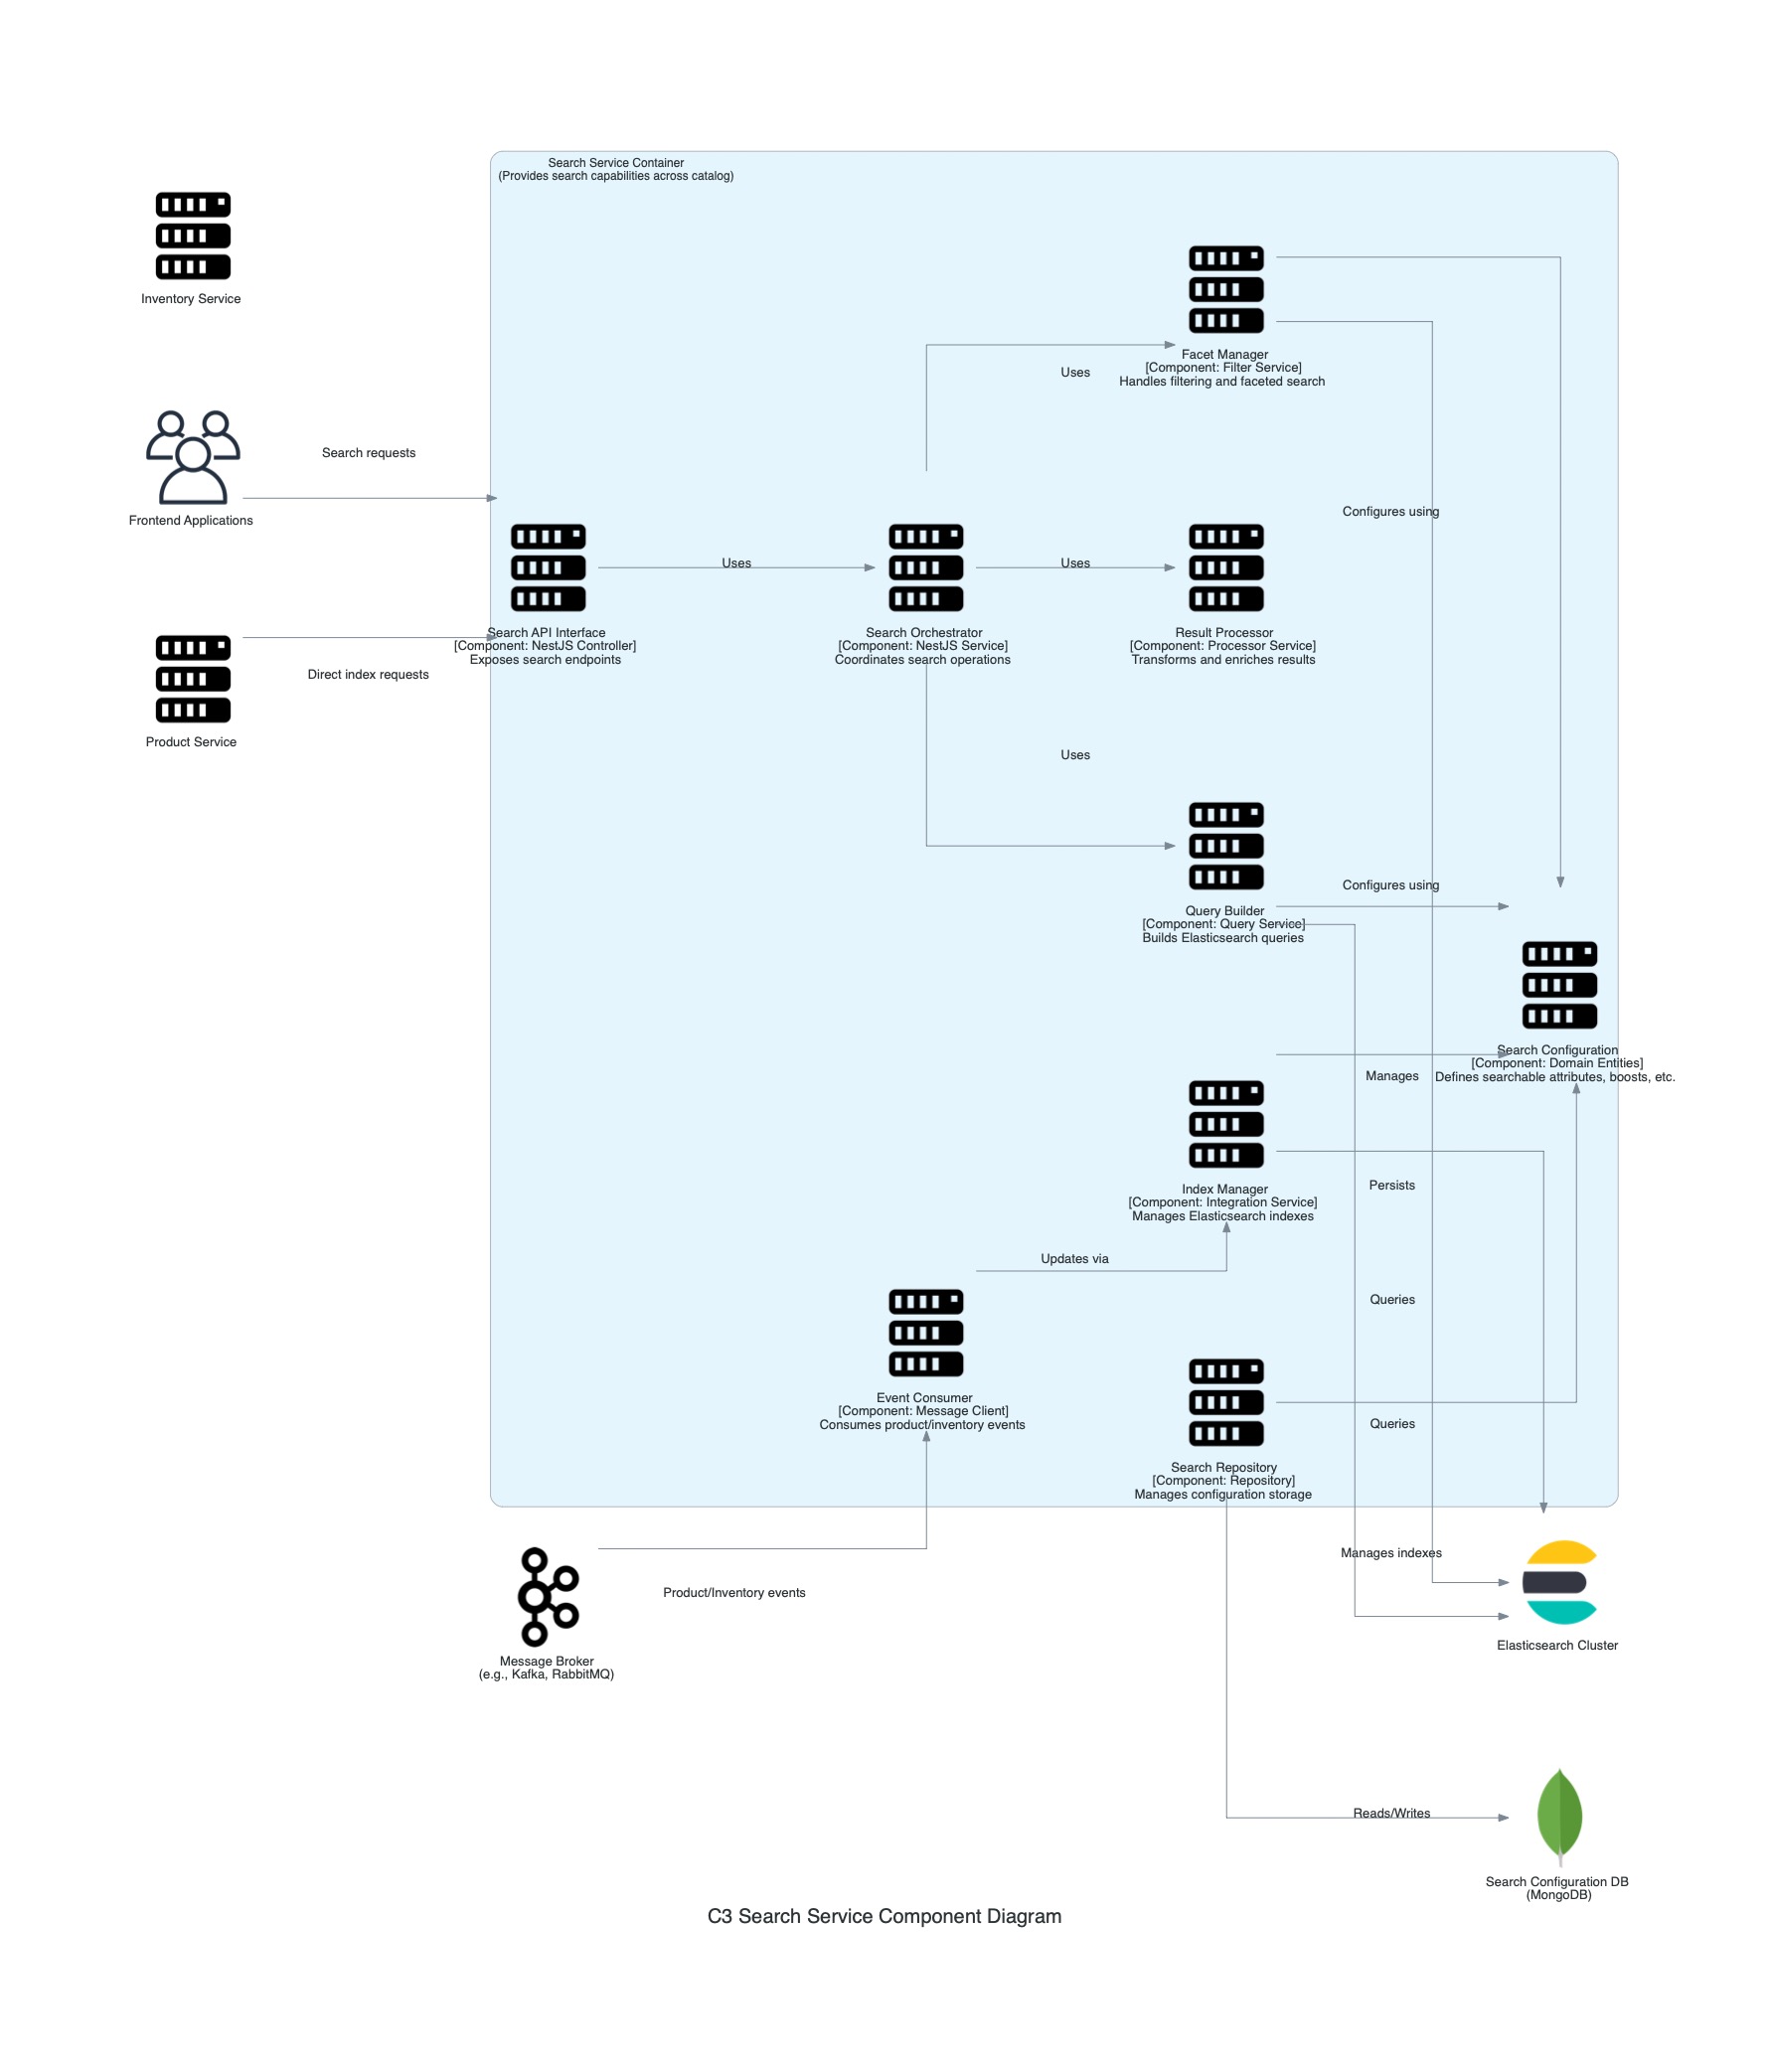 Search Service Container
(Provides search capabilities across catalog)
Inventory Service
Facet Manager
[Component: Filter Service]
Handles filtering and faceted search
Uses
Search requests
Frontend Applications
Configures using
Uses
Uses
Search API Interface
[Component: NestJS Controller]
Exposes search endpoints
Search Orchestrator
[Component: NestJS Service]
Coordinates search operations
Result Processor
[Component: Processor Service]
Transforms and enriches results
Direct index requests
Product Service
Uses
Configures using
Query Builder
[Component: Query Service]
Builds Elasticsearch queries
Search Configuration
[Component: Domain Entities]
Defines searchable attributes, boosts, etc.
Manages
Index Manager
[Component: Integration Service]
Manages Elasticsearch indexes
Persists
Updates via
Queries
Event Consumer
[Component: Message Client]
Consumes product/inventory events
Queries
Search Repository
[Component: Repository]
Manages configuration storage
Manages indexes
Product/Inventory events
Elasticsearch Cluster
Message Broker
(e.g., Kafka, RabbitMQ)
Reads/Writes
Search Configuration DB
(MongoDB)
C3 Search Service Component Diagram